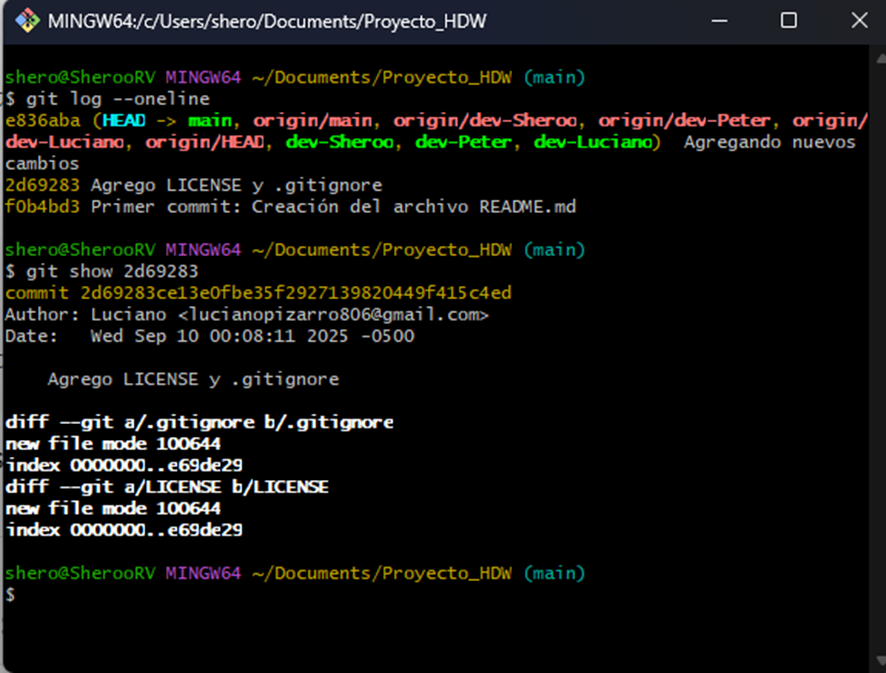 MINGW64:/c/Users/shero/Documents/Proyecto_HDW
shero@SherooRV MINGW64 ~/Documents/Proyecto_HDW (main)
$ git log --oneline
e836aba (HEAD -> main, origin/main, origin/dev-Sheroo, origin/dev-Peter, origin/
dev-Luciano, origin/HEAD, dev-Sheroo, dev-Peter, dev-Luciano) Agregando nuevos
cambios
2d69283 Agrego LICENSE y .gitignore
f0b4bd3 Primer commit: Creación del archivo README.md
shero@SherooRV MINGW64 ~/Documents/Proyecto_HDW (main)
$ git show 2d69283
commit 2d69283ce13e0fbe35f2927139820449f415c4ed
Author: Luciano <lucianopizarro806@gmail.com>
Date:   Wed Sep 10 00:08:11 2025 -0500
Agrego LICENSE y .gitignore
diff --git a/.gitignore b/.gitignore
new file mode 100644
index 0000000..e69de29
diff --git a/LICENSE b/LICENSE
new file mode 100644
index 0000000..e69de29
shero@SherooRV MINGW64 ~/Documents/Proyecto_HDW (main)
$